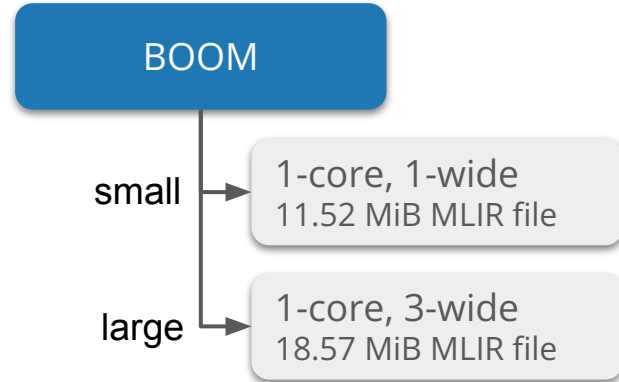 BOOM
small
1-core, 1-wide
11.52 MiB MLIR file
large
1-core, 3-wide
18.57 MiB MLIR file